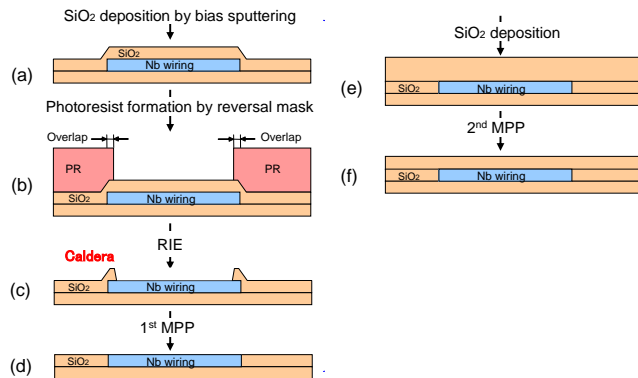 SiO2 deposition by bias sputtering
SiO2
Nb wiring
(a)
Photoresist formation by reversal mask
Overlap
Overlap
PR
PR
(b)
SiO2
Nb wiring
RIE
Caldera
(c)
SiO2
Nb wiring
1st MPP
SiO2
Nb wiring
(d)
SiO2 deposition
(e)
SiO2
Nb wiring
2nd MPP
(f)
SiO2
Nb wiring